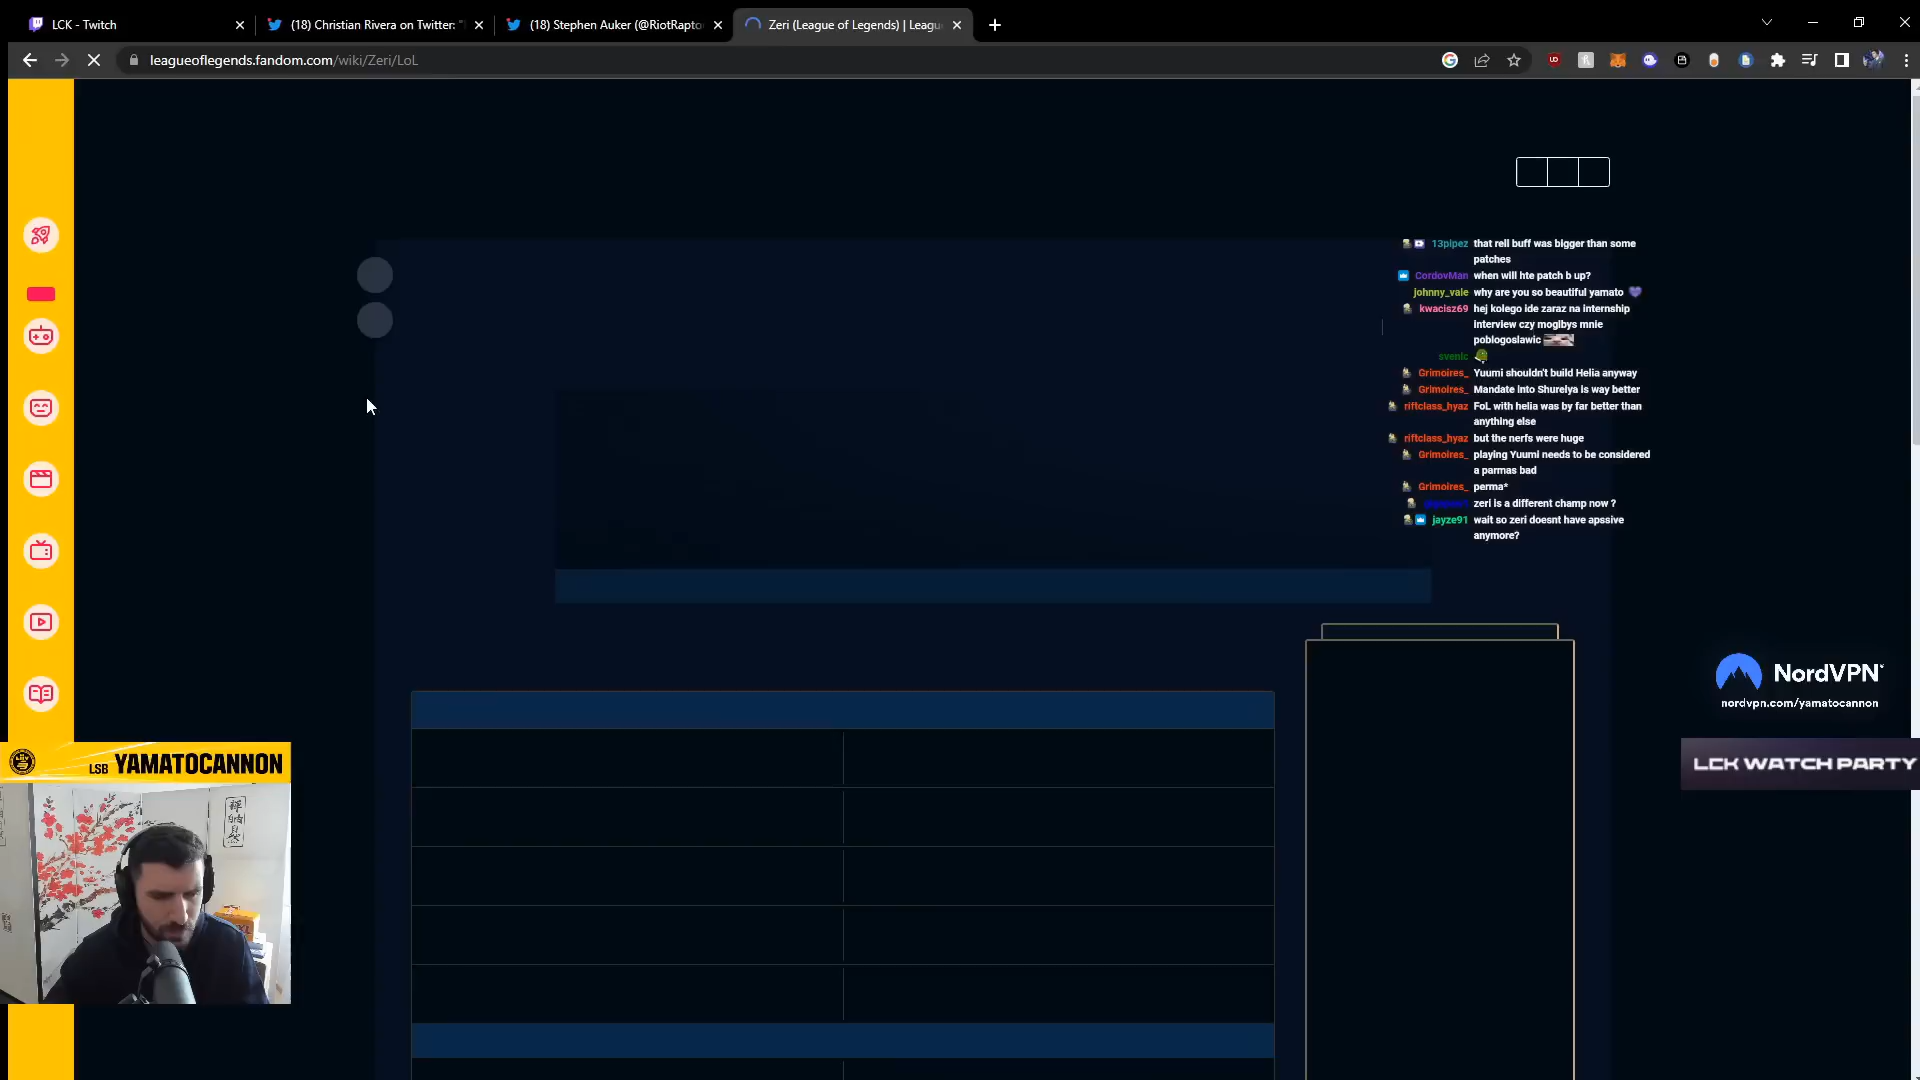 LCK - Twitch
(18) Christian Rivera on Twitter: "
(18) Stephen Auker (@RiotRapto
Zeri (League of Legends) | Leagu
leagueoflegends.fandom.com/wiki/Zeri/LoL
13pipez that rell buff was bigger than some
patches
CordovMan when will hte patch b up?
johnny_vale why are you so beautiful yamato
kwacisz69 hej kolego ide zaraz na internship
interview czy moglbys mnie
poblogoslawic
svenic
Grimoires_ Yuumi shouldn't build Helia anyway
Grimoires_ Mandate into Shurelya is way better
riftclass_hyaz FoL with helia was by far better than
anything else
riftclass_hyaz but the nerfs were huge
Grimoires_ playing Yuumi needs to be considered
a parmas bad
Grimoires_ perma*
zeri is a different champ now ?
jayze91 wait so zeri doesnt have apssive
anymore?
NordVPN
nordvpn.com/yamatocannon
LCK WATCH PARTY
LSB YAMATOCANNON